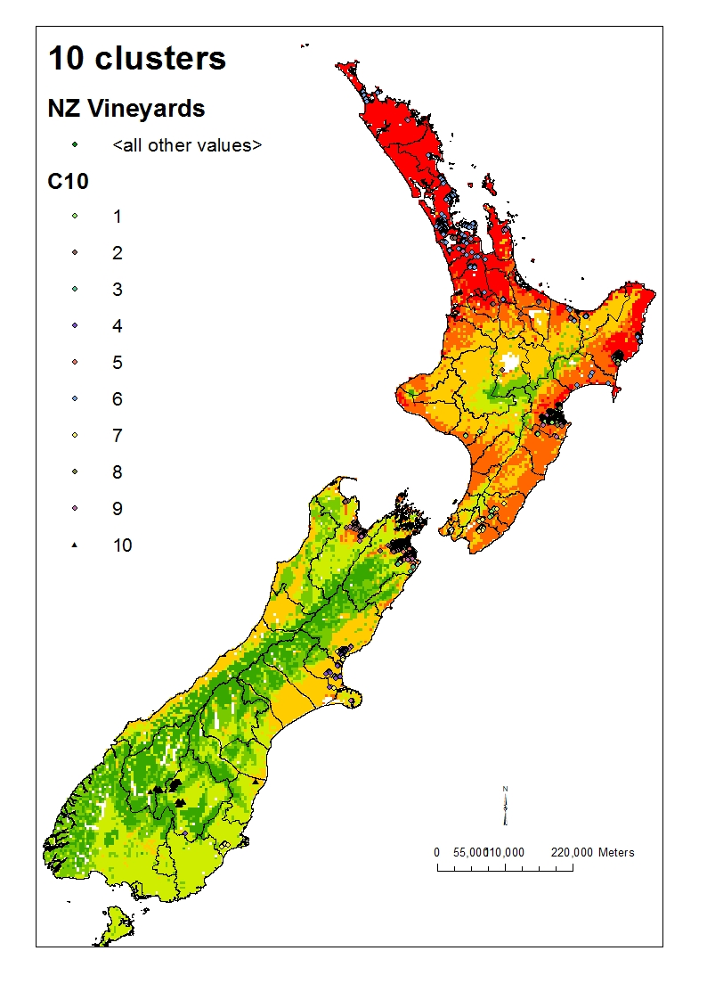 10 clusters
NZ Vineyards
<all other values>
C10
1
2
3
4
5
6
7
8
9
10
N
0 55,000110,000 220,000 Meters